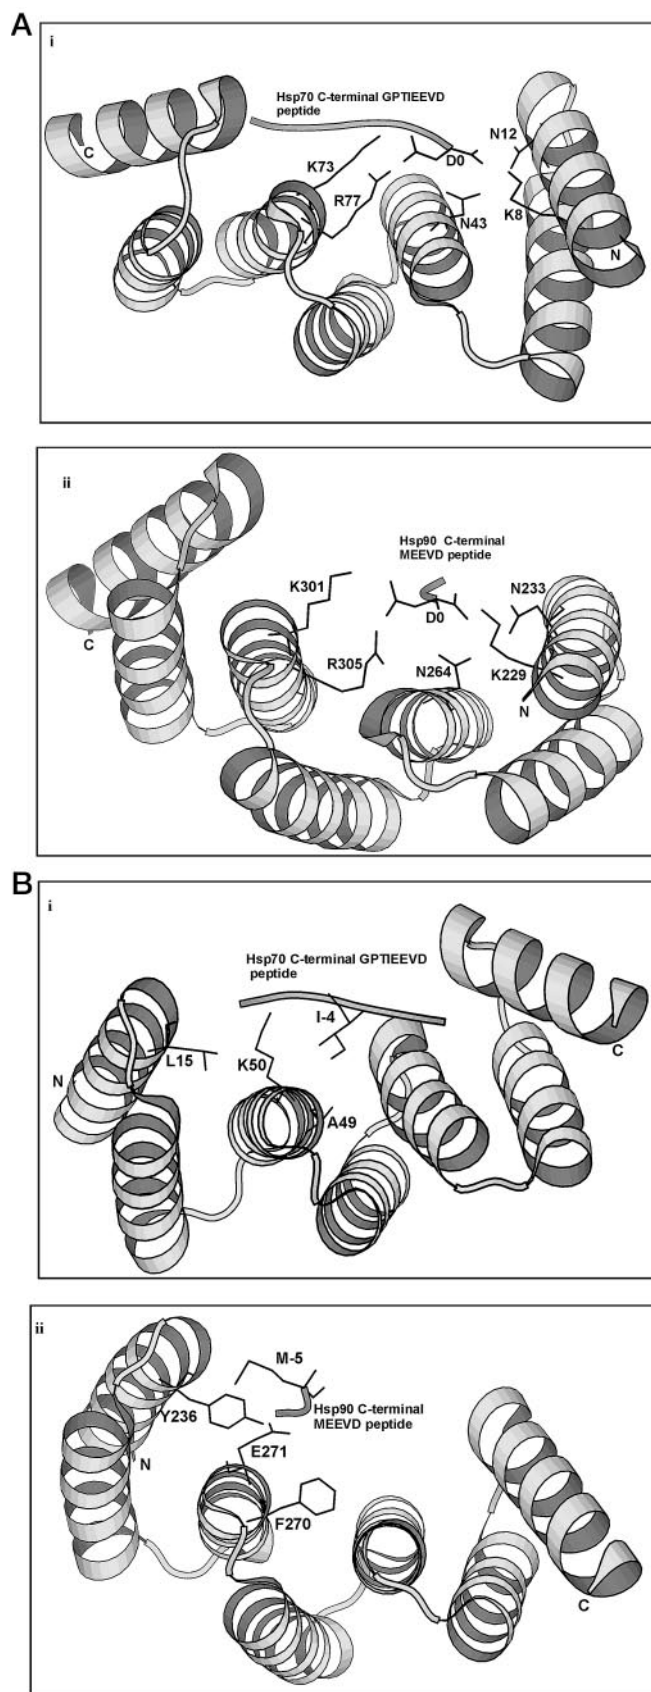 A
i
Hsp70 C-terminal GPTIEEVD
peptide
N12
D0
C
K73
R77
N43
K8
N
ii
Hsp90 C-terminal
MEEVD peptide
K301
N233
D0
C
R305
N264
K229
N
B
i
Hsp70 C-terminal GPTIEEVD
peptide
I-4
L15
K50
C
N
A49
ii
M-5
Hsp90 C-terminal
MEEVD peptide
Y236
E271
N
F270
C